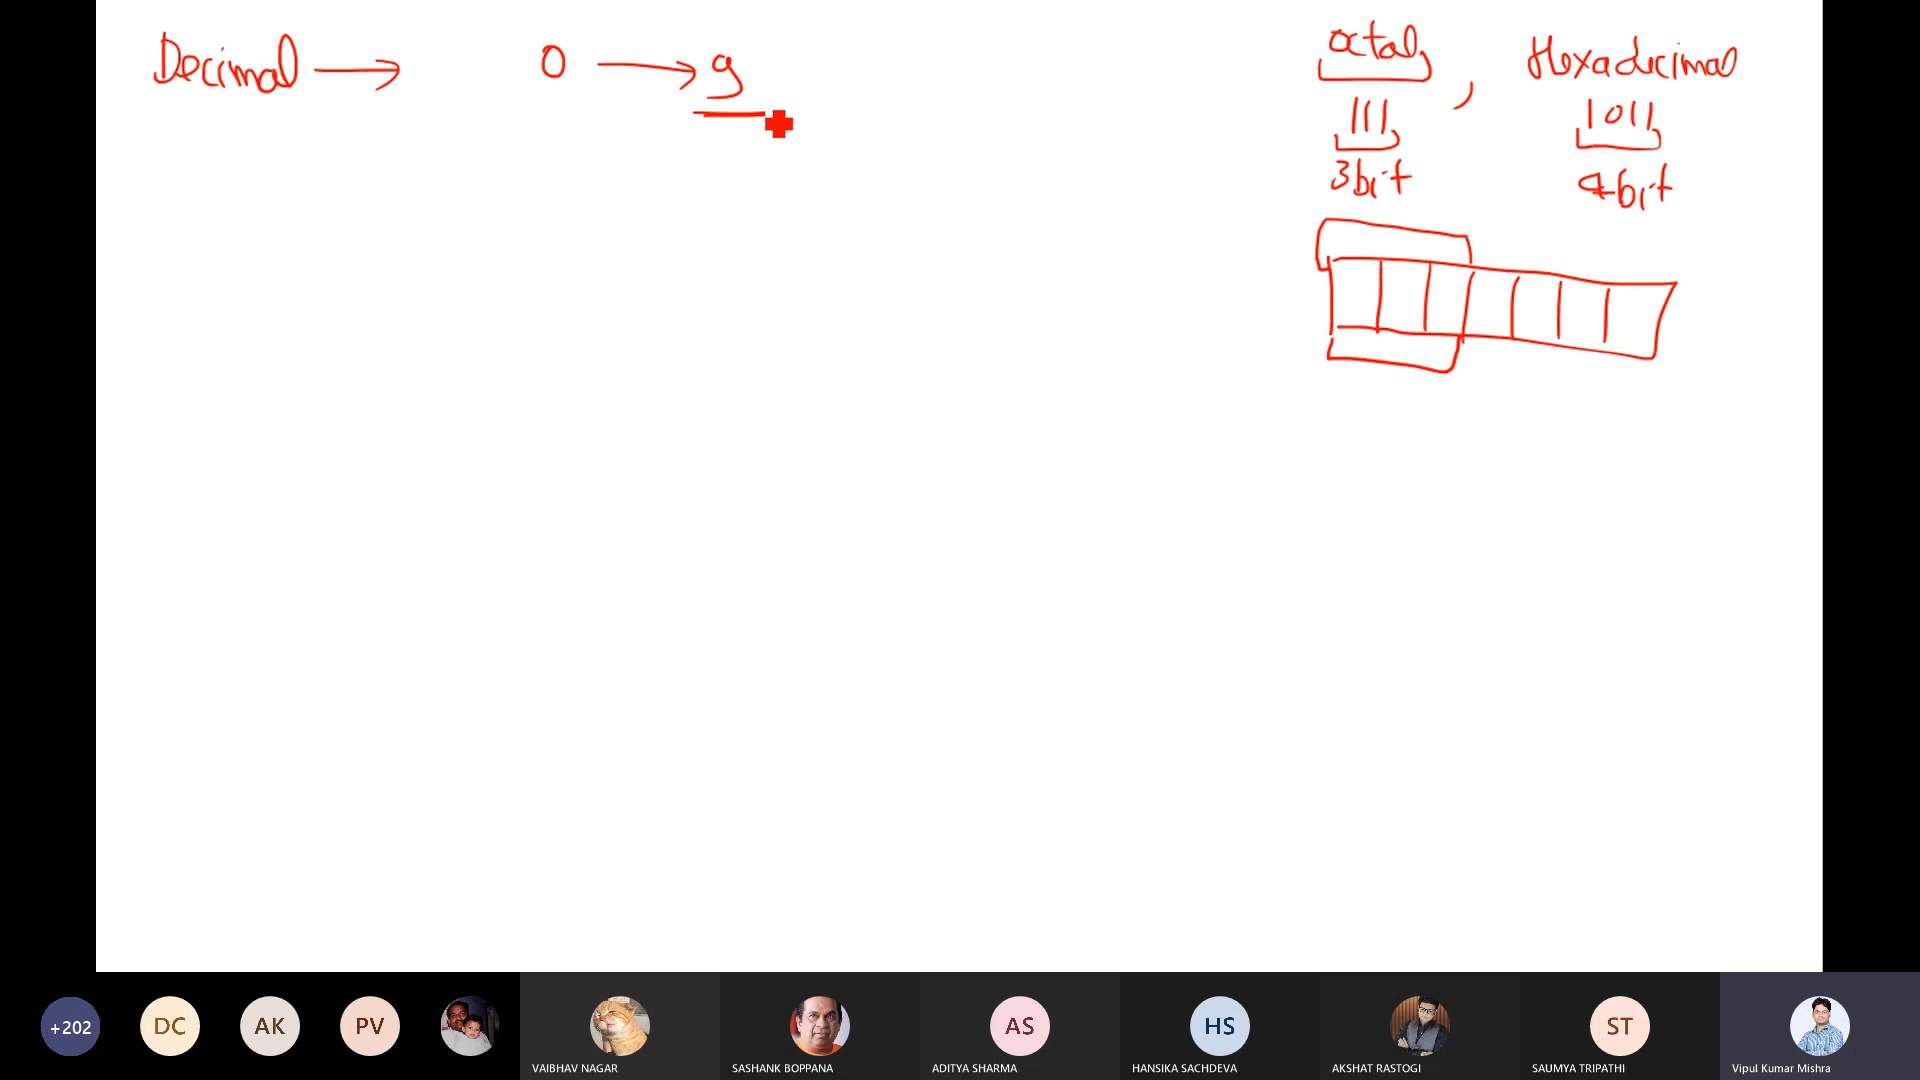 Decimal → 0 → 9
octal, Hexadecimal
111 1011
3bit 4bit
+202 DC AK PV AS HS ST
VAIBHAV NAGAR SASHANK BOPPANA ADITYA SHARMA HANSIKA SACHDEVA AKSHAT RASTOGI SAUMYA TRIPATHI Vipul Kumar Mishra